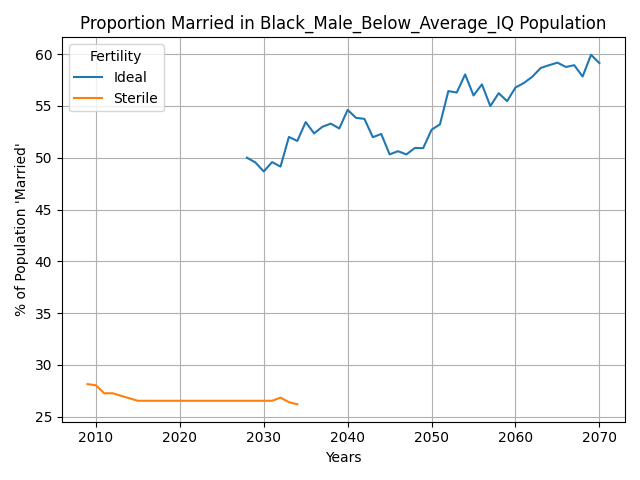 Proportion Married in Black_Male_Below_Average_IQ Population
Fertility
Ideal
Sterile
% of Population 'Married'
60
55
50
45
40
35
30
25
2010 2020 2030 2040 2050 2060 2070
Years